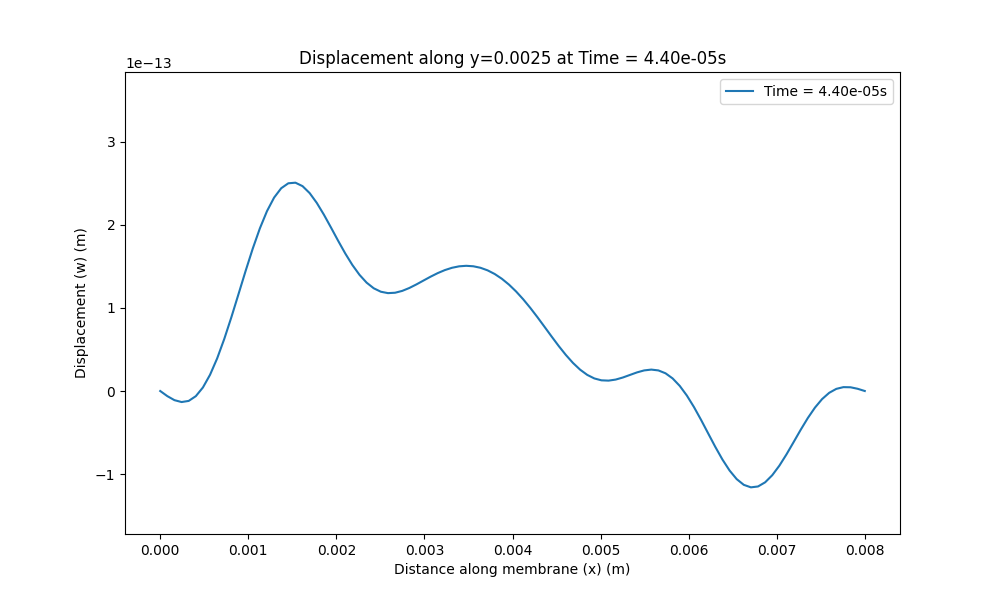 Displacement along y=0.0025 at Time = 4.40e-05s
1e−13
Time = 4.40e-05s
3
2
1
0
−1
Displacement (w) (m)
0.000 0.001 0.002 0.003 0.004 0.005 0.006 0.007 0.008
Distance along membrane (x) (m)